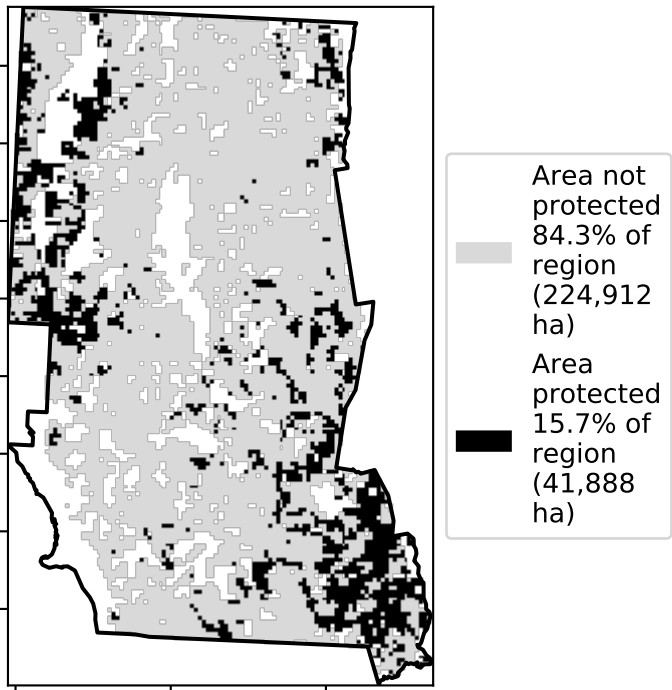 Area not
protected
84.3% of
region
(224,912
ha)
Area
protected
15.7% of
region
(41,888
ha)